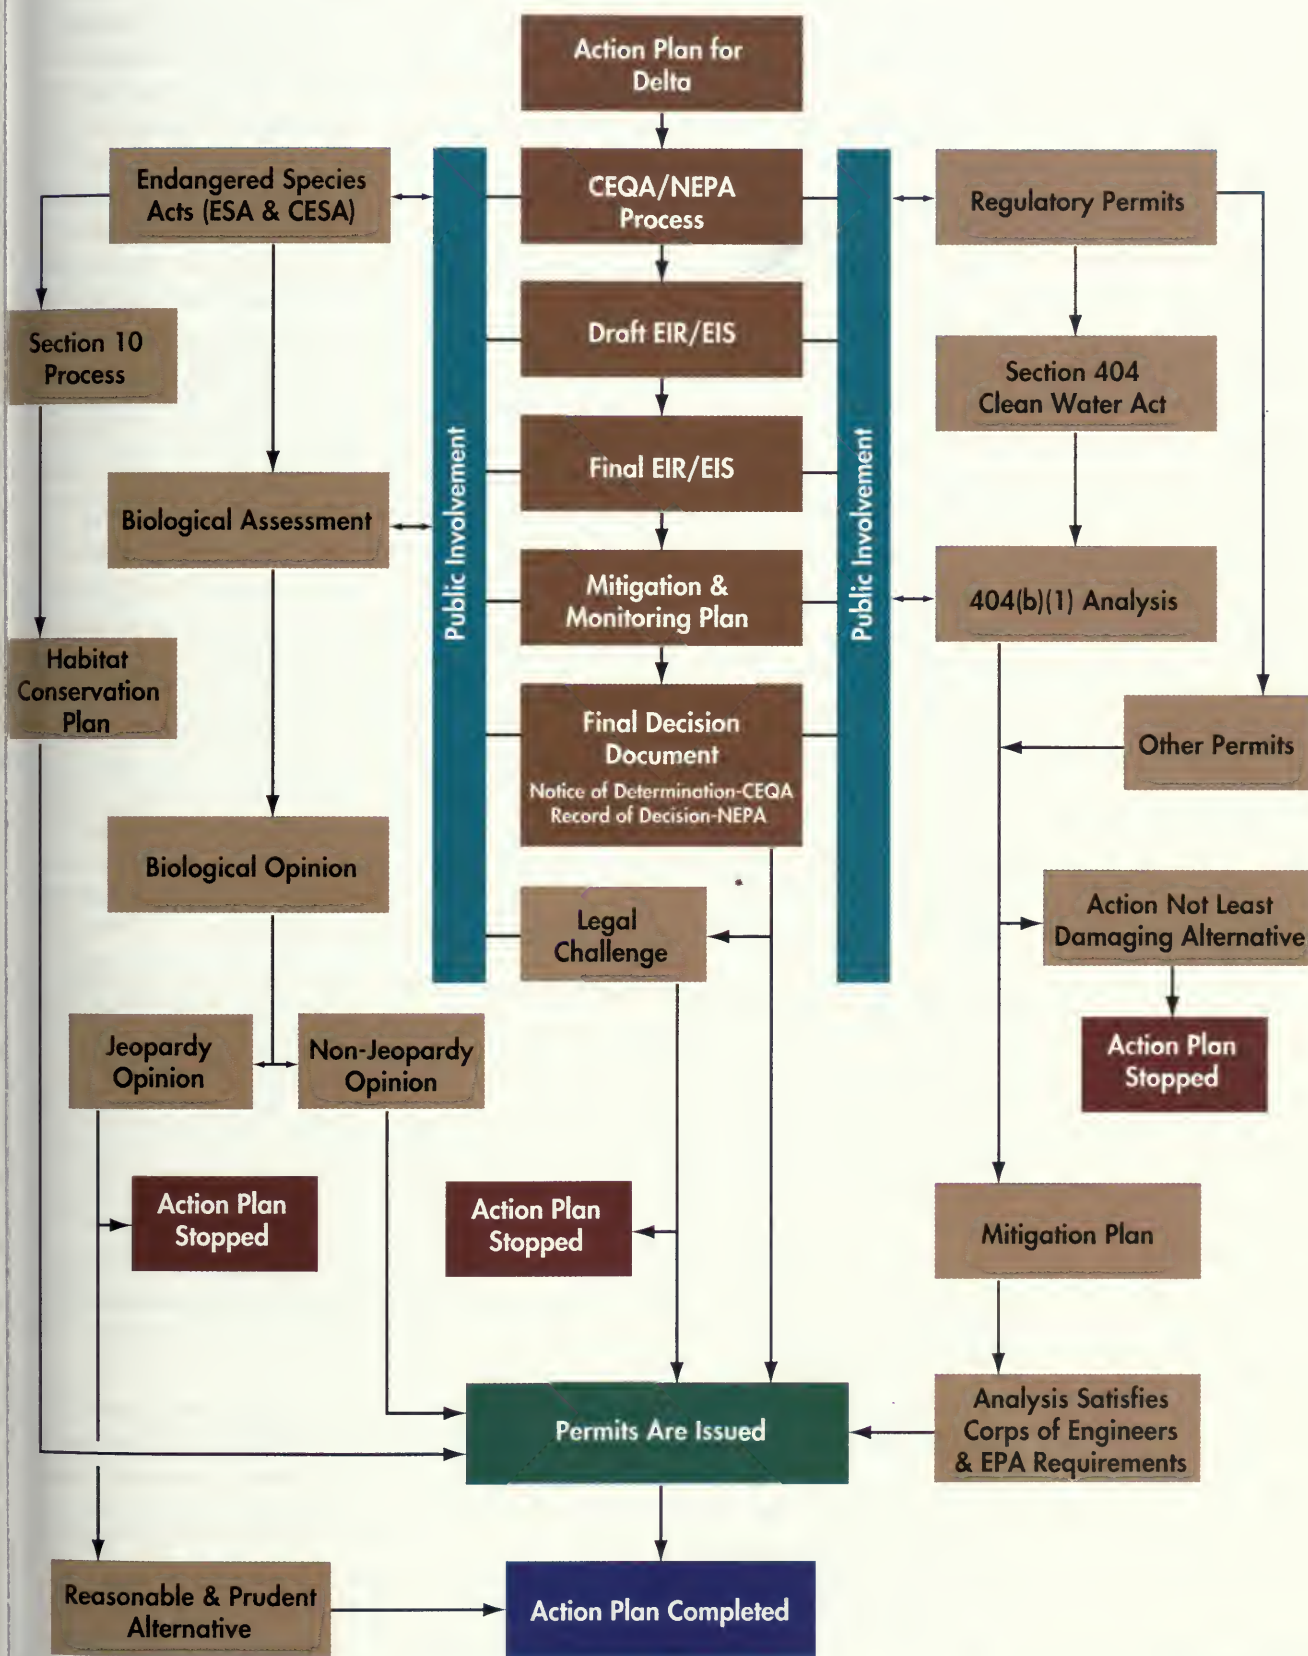 Action Plan for
Delta
Endangered Species
Acts (ESA & CESA)
CEQA/NEPA
Process
Regulatory Permits
Section 10
Process
Draft EIR/EIS
Section 404
Clean Water Act
Public Involvement
Final EIR/EIS
Public Involvement
Biological Assessment
Mitigation &
Monitoring Plan
404(b)(1) Analysis
Habitat
Conservation
Plan
Final Decision
Document
Notice of Determination-CEQA
Record of Decision-NEPA
Other Permits
Biological Opinion
Legal
Challenge
Action Not Least
Damaging Alternative
Jeopardy
Opinion
Non-Jeopardy
Opinion
Action Plan
Stopped
Action Plan
Stopped
Action Plan
Stopped
Mitigation Plan
Permits Are Issued
Analysis Satisfies
Corps of Engineers
& EPA Requirements
Reasonable & Prudent
Alternative
Action Plan Completed